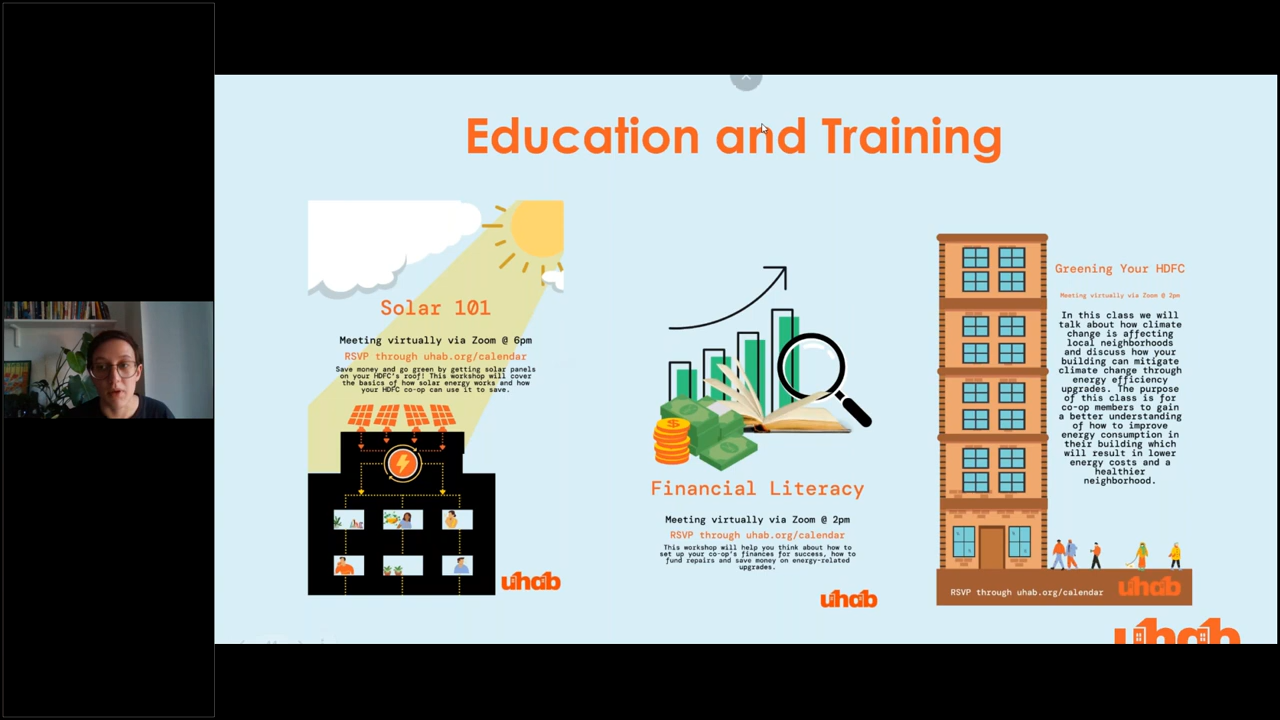 Education and Training
Solar 101
Meeting virtually via Zoom @ 6pm
RSVP through uhab.org/calendar
Save money and go green by getting solar panels
on your HDFC's roof! This workshop will cover
the basics of how solar energy works and how
your HDFC co-op can use it to save.
uhab
Financial Literacy
Meeting virtually via Zoom @ 2pm
RSVP through uhab.org/calendar
This workshop will help you think about how to
set up your co-op's finances for success, how to
fund repairs and save money on energy-related
upgrades.
uhab
Greening Your HDFC
Meeting virtually via Zoom @ 2pm
In this class we will
talk about how climate
change is affecting
local neighborhoods
and discuss how your
building can mitigate
climate change through
energy efficiency
upgrades. The purpose
of this class is for
co-op members to gain
a better understanding
of how to improve
energy consumption in
their building which
will result in lower
energy costs and a
healthier
neighborhood.
RSVP through uhab.org/calendar
uhab
uhab